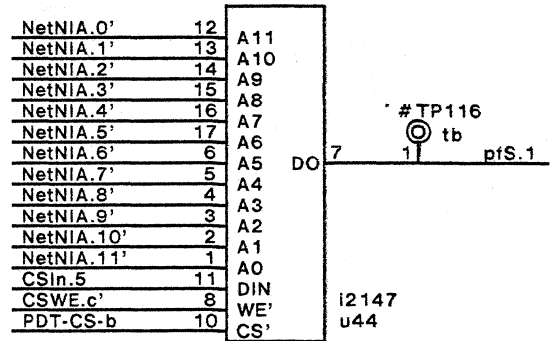 NetNIA.0' 12 A11
NetNIA.1' 13 A10
NetNIA.2' 14 A9
NetNIA.3' 15 A8
NetNIA.4' 16 A7
NetNIA.5' 17 A6
NetNIA.6' 6 A5 DO 7 1 pfS.1
NetNIA.7' 5 A4
NetNIA.8' 4 A3
NetNIA.9' 3 A2
NetNIA.10' 2 A1
NetNIA.11' 1 A0
CSIn.5 11 DIN
CSWE.c' 8 WE' i2147
PDT-CS-b 10 CS' u44
#TP116
tb